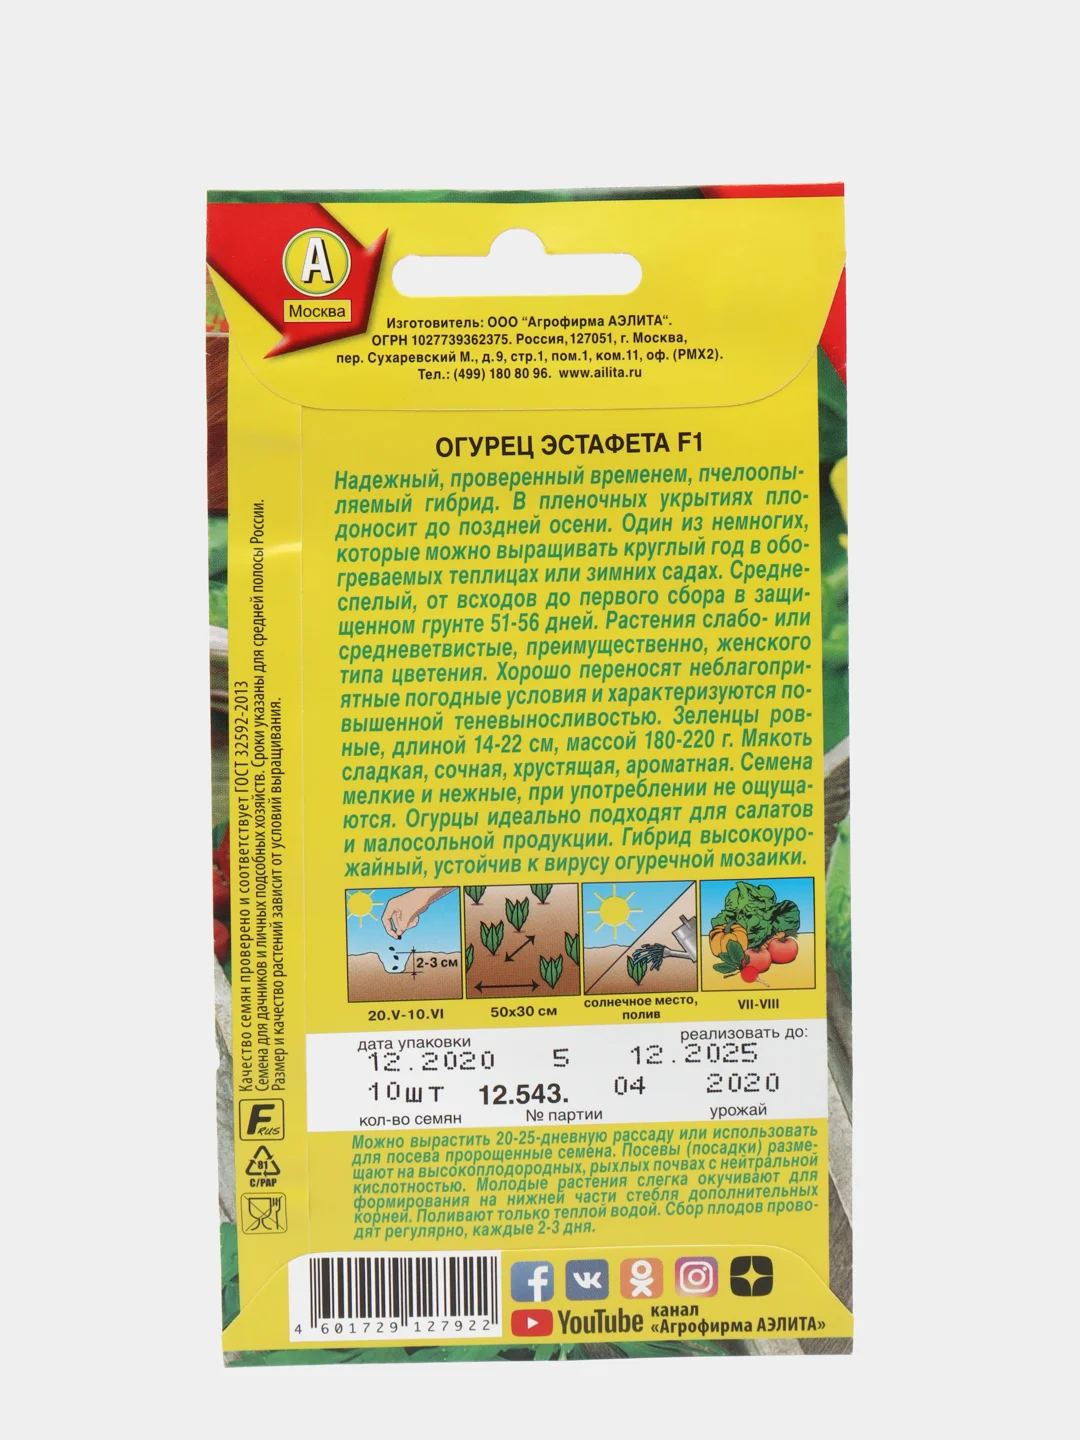 А
Москва
Изготовитель: ООО "Агрофирма АЭЛИТА".
ОГРН 1027739362375. Россия,127051, г. Москва,
пер. Сухаревский М., д.9, стр.1, пом.1, ком.11, оф. (РМХ2).
Тел.: (499) 180 80 96. www.ailita.ru
ОГУРЕЦ ЭСТАФЕТА F1
Надежный, проверенный временем, пчелоопы-
ляемый гибрид. В пленочных укрытиях пло-
доносит до поздней осени. Один из немногих,
которые можно выращивать круглый год в обо-
греваемых теплицах или зимних садах. Средне-
спелый, от всходов до первого сбора в защи-
щенном грунте 51-56 дней. Растения слабо- или
средневетвистые, преимущественно, женского
типа цветения. Хорошо переносят неблагопри-
ятные погодные условия и характеризуются по-
вышенной теневыносливостью. Зеленцы ров-
ные, длиной 14-22 см, массой 180-220 г. Мякоть
сладкая, сочная, хрустящая, ароматная. Семена
мелкие и нежные, при употреблении не ощуща-
ются. Огурцы идеально подходят для салатов
и малосольной продукции. Гибрид высокоуро-
жайный, устойчив к вирусу огуречной мозаики.
2-3 см
20.V-10.VI
50х30 см
солнечное место,
полив
VII-VIII
дата упаковки
реализовать до:
12.2020 5 12.2025
10шт 12.543. 04 2020
кол-во семян № партии урожай
Можно вырастить 20-25-дневную рассаду или использовать
для посева пророщенные семена. Посевы (посадки) разме-
щают на высокоплодородных, рыхлых почвах с нейтральной
кислотностью. Молодые растения слегка окучивают для
формирования на нижней части стебля дополнительных
корней. Поливают только теплой водой. Сбор плодов прово-
дят регулярно, каждые 2-3 дня.
Качество семян проверено и соответствует ГОСТ 32592-2013
Семена для дачников и личных подсобных хозяйств. Сроки указаны для средней полосы России.
Размер и качество растений зависит от условий выращивания.
F RUS
81
C/PAP
4 601729 127922
YouTube
канал
«Агрофирма АЭЛИТА»